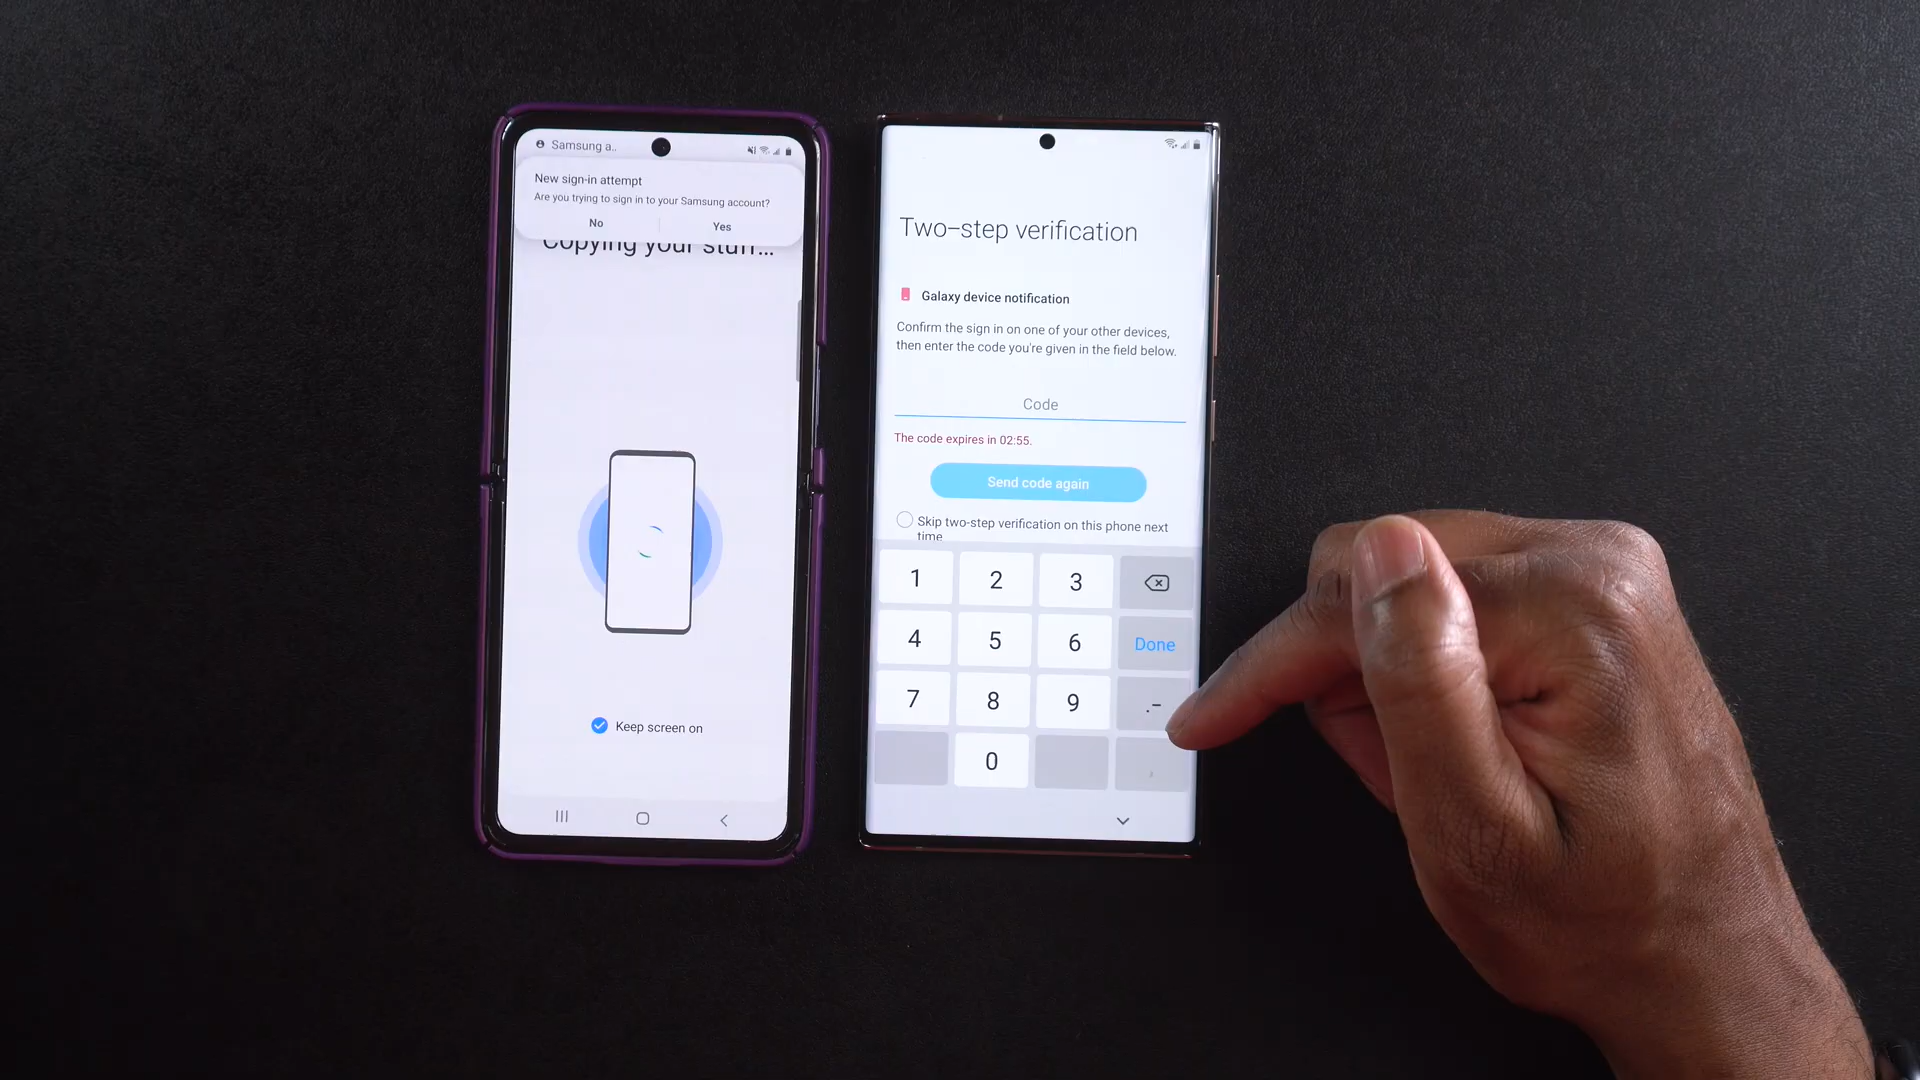 Samsung a..
New sign-in attempt
Are you trying to sign in to your Samsung account?
No Yes
Copying your stuff...
Keep screen on
Two-step verification
Galaxy device notification
Confirm the sign in on one of your other devices,
then enter the code you're given in the field below.
Code
The code expires in 02:55.
Send code again
Skip two-step verification on this phone next
time
1 2 3
4 5 6 Done
7 8 9 .-
0 ,